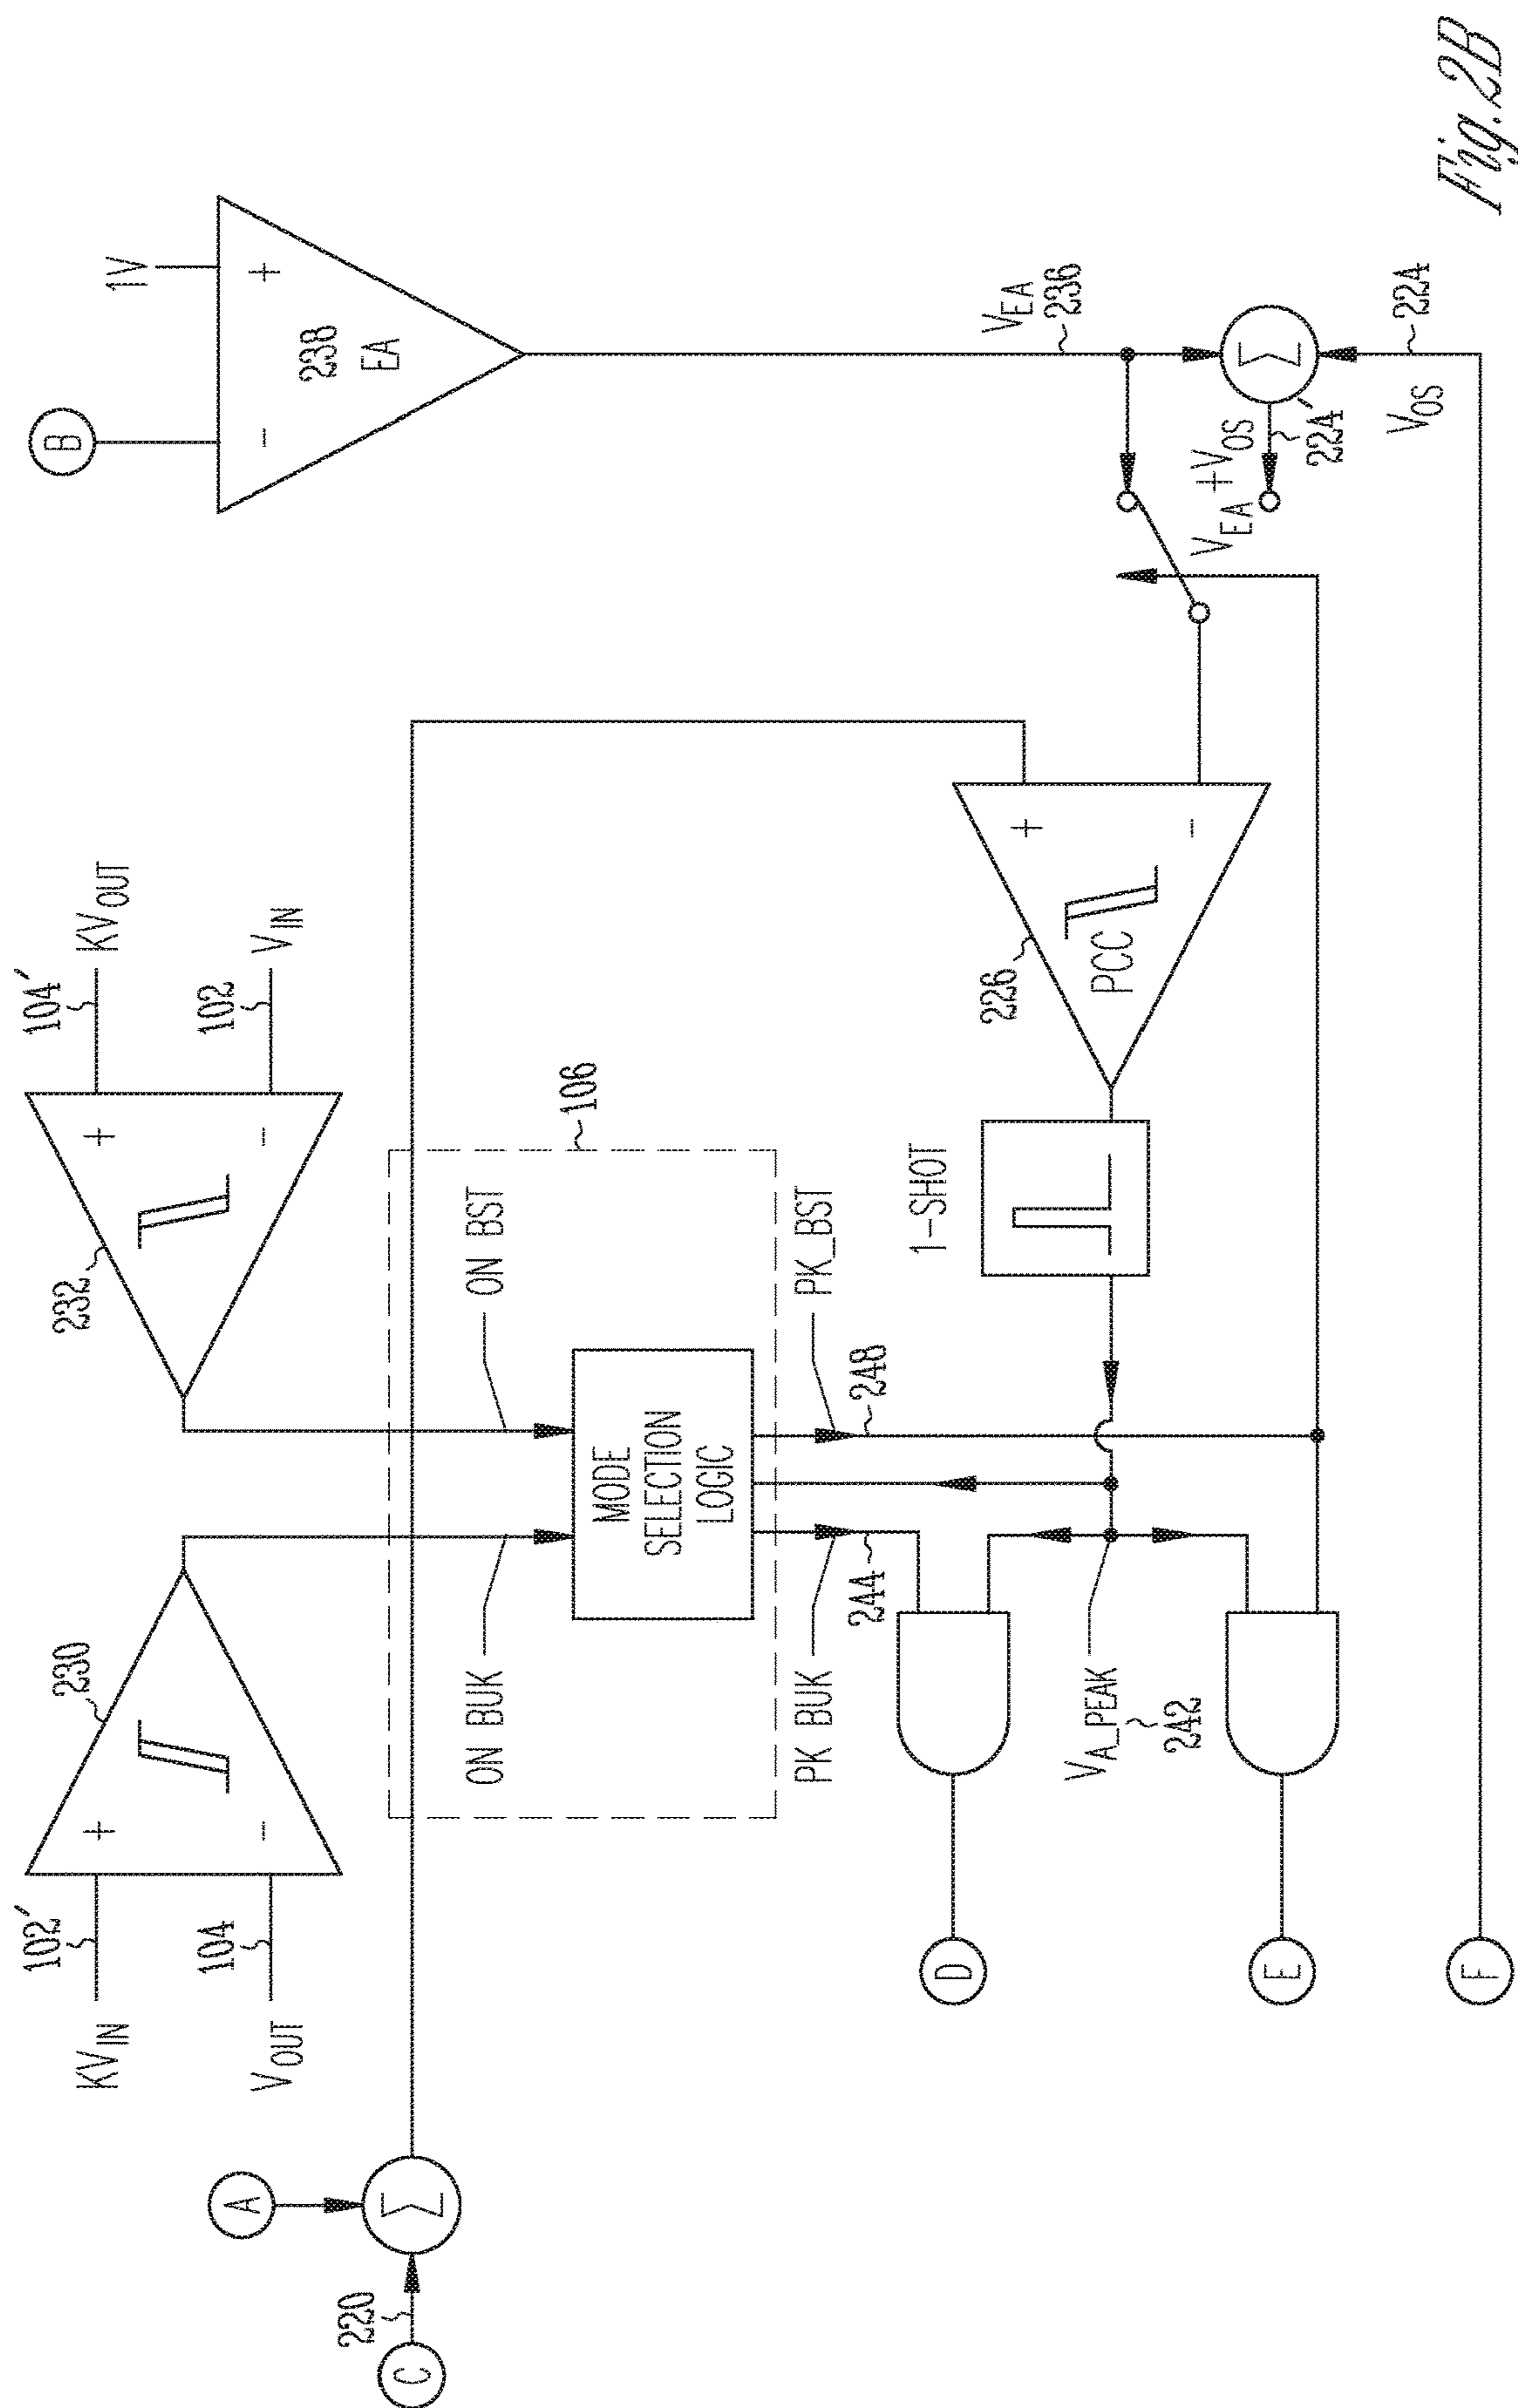 B
1V
-
+
238
EA
V_EA
236
Σ
224
V_EA +V_OS
224
V_OS
104'
KV_OUT
102
V_IN
+
-
232
230
+
-
102'
KV_IN
104
V_OUT
106
ON BST
ON BUK
MODE
SELECTION
LOGIC
PK_BST
248
PK BUK
244
1-SHOT
226
PCC
+
-
V_A_PEAK
242
A
Σ
220
C
D
E
F
Fig. 2B